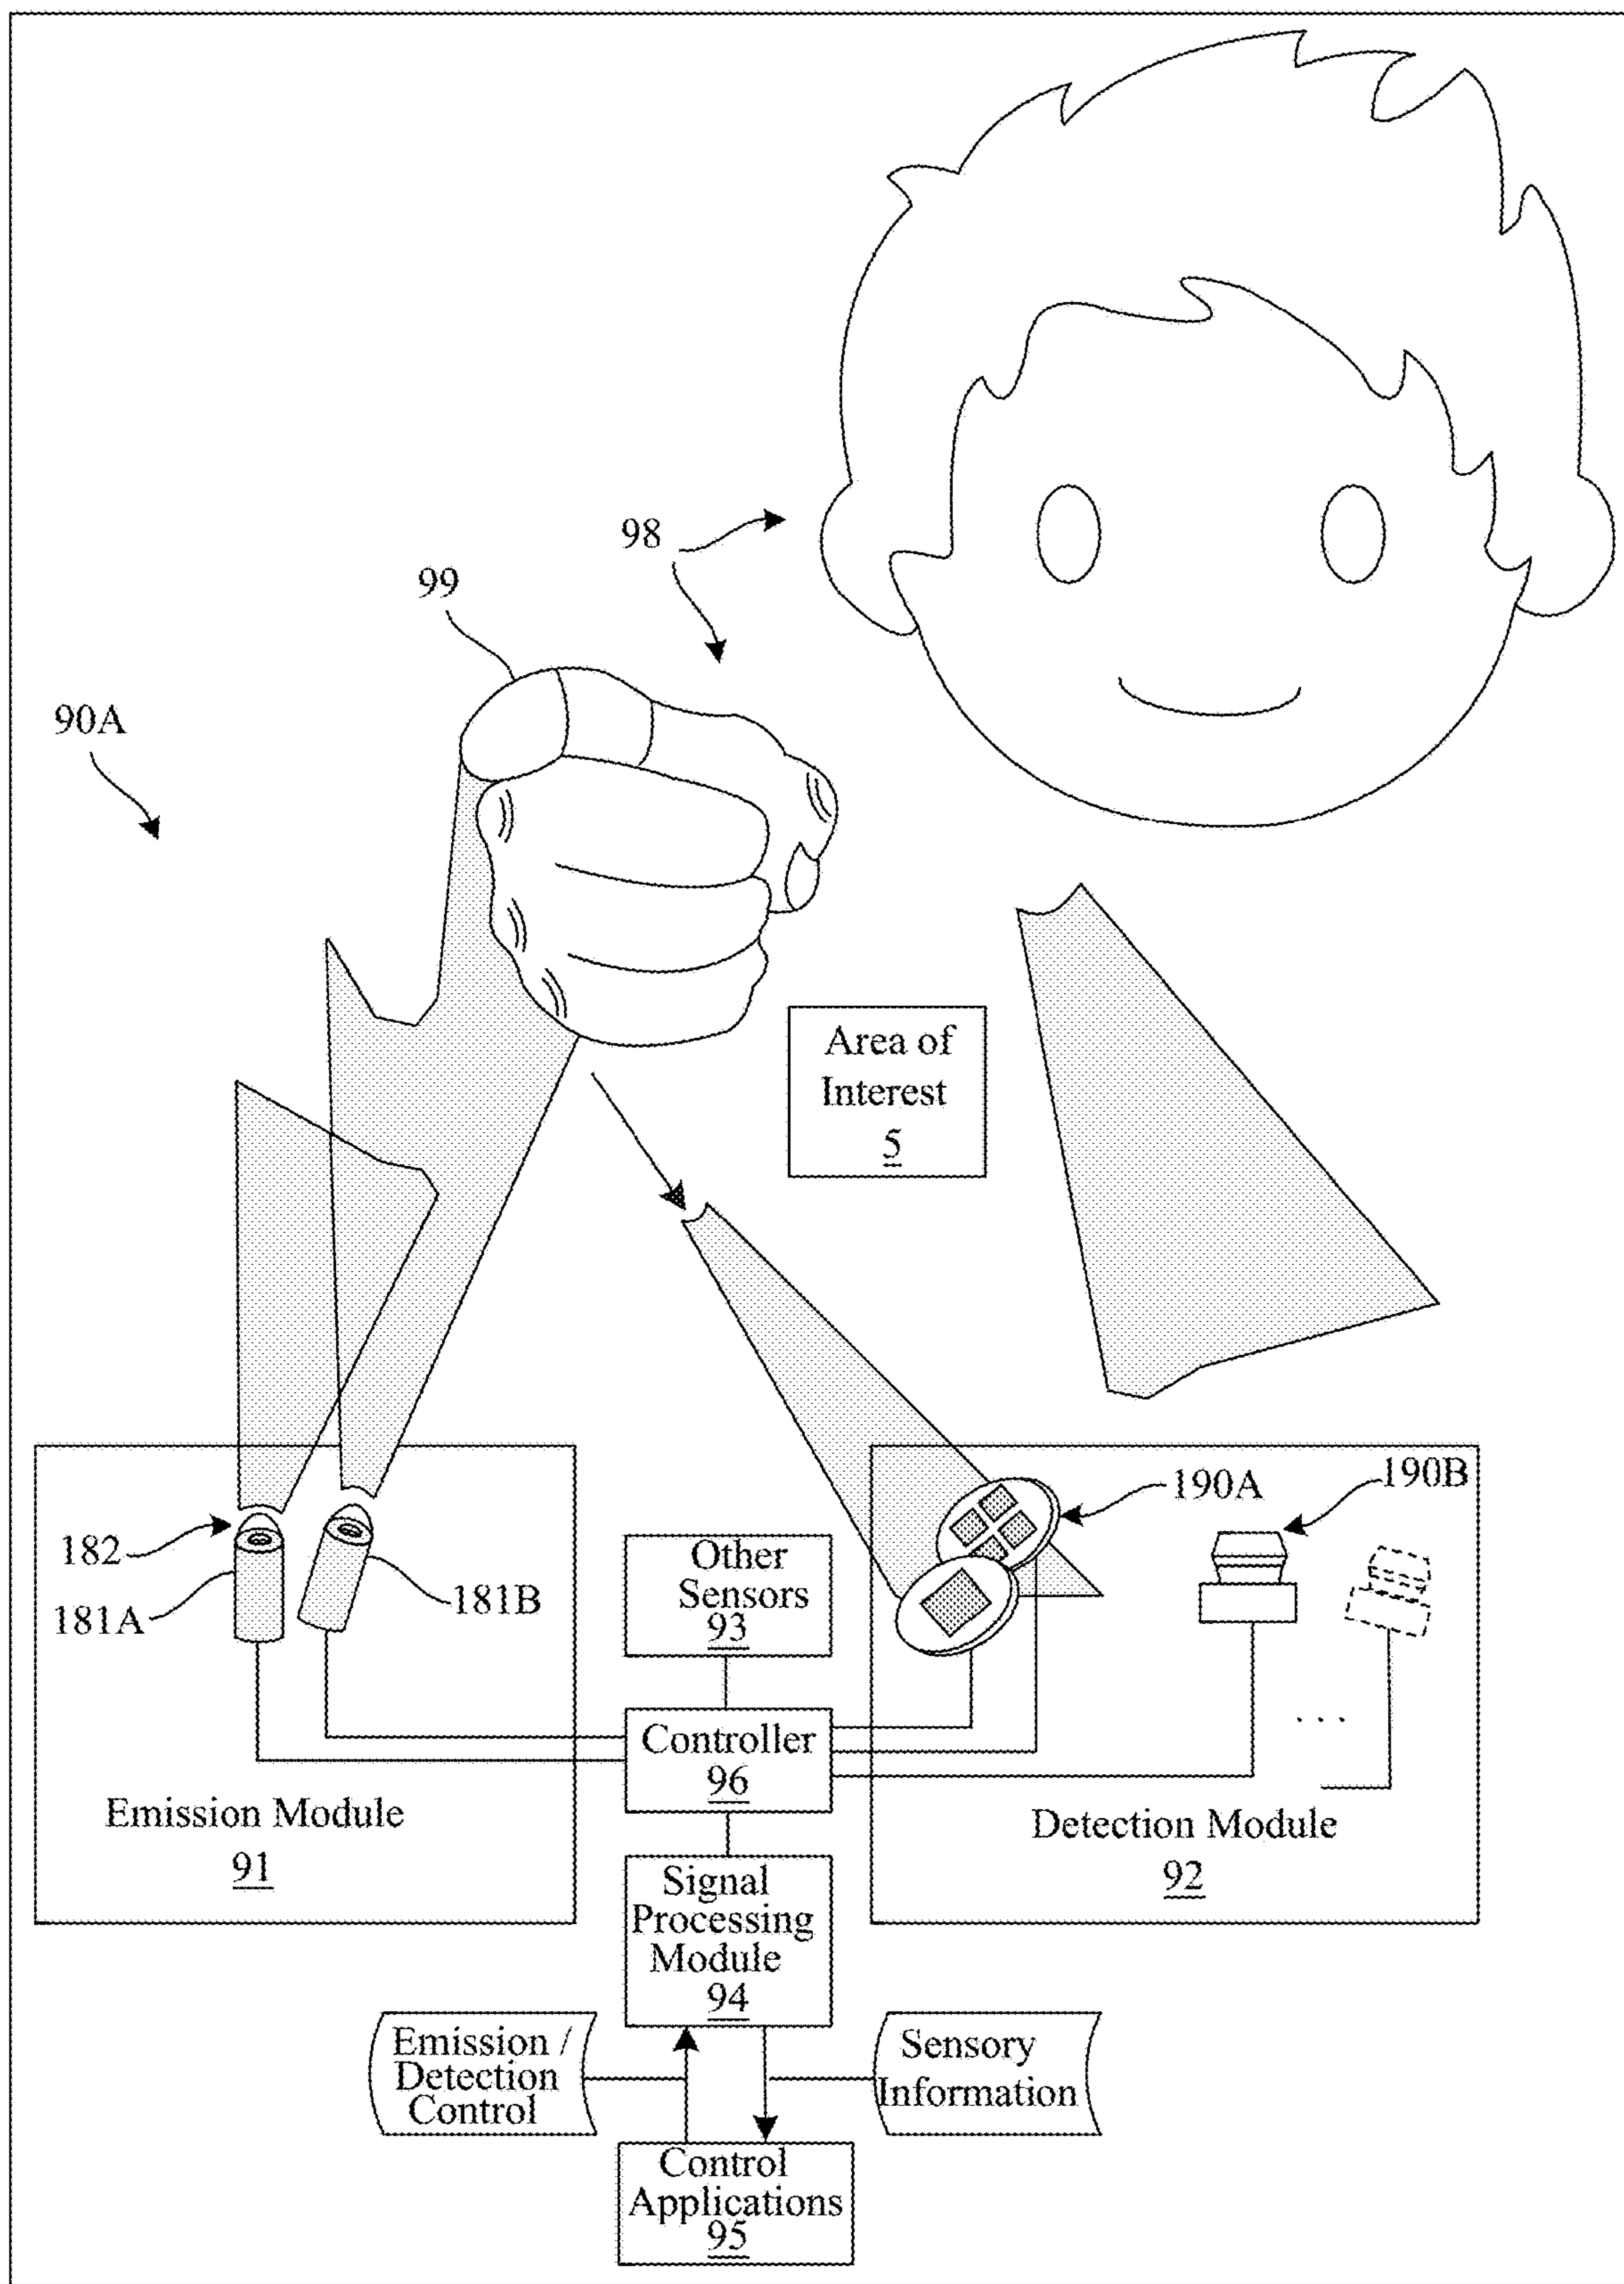 98
99
90A
Area of
Interest
5
190A
190B
182
181A
181B
Other
Sensors
93
Controller
96
Emission Module
91
Detection Module
92
Signal
Processing
Module
94
Emission /
Detection
Control
Sensory
Information
Control
Applications
95